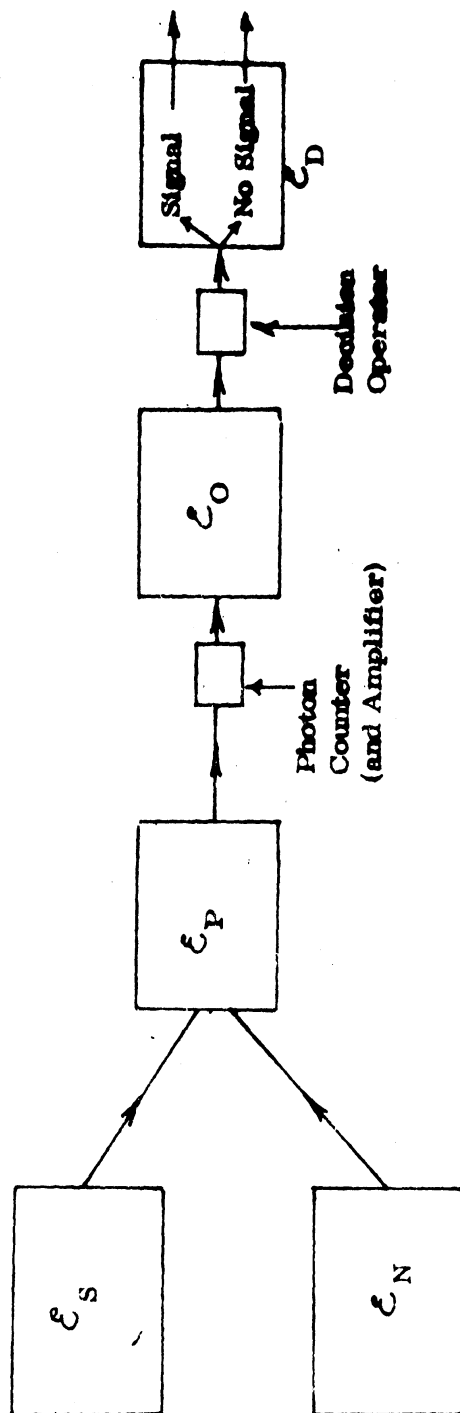 ℰS
ℰN
ℰP
Photon
Counter
(and Amplifier)
ℰO
Decision
Operator
Signal
No Signal
ℰD